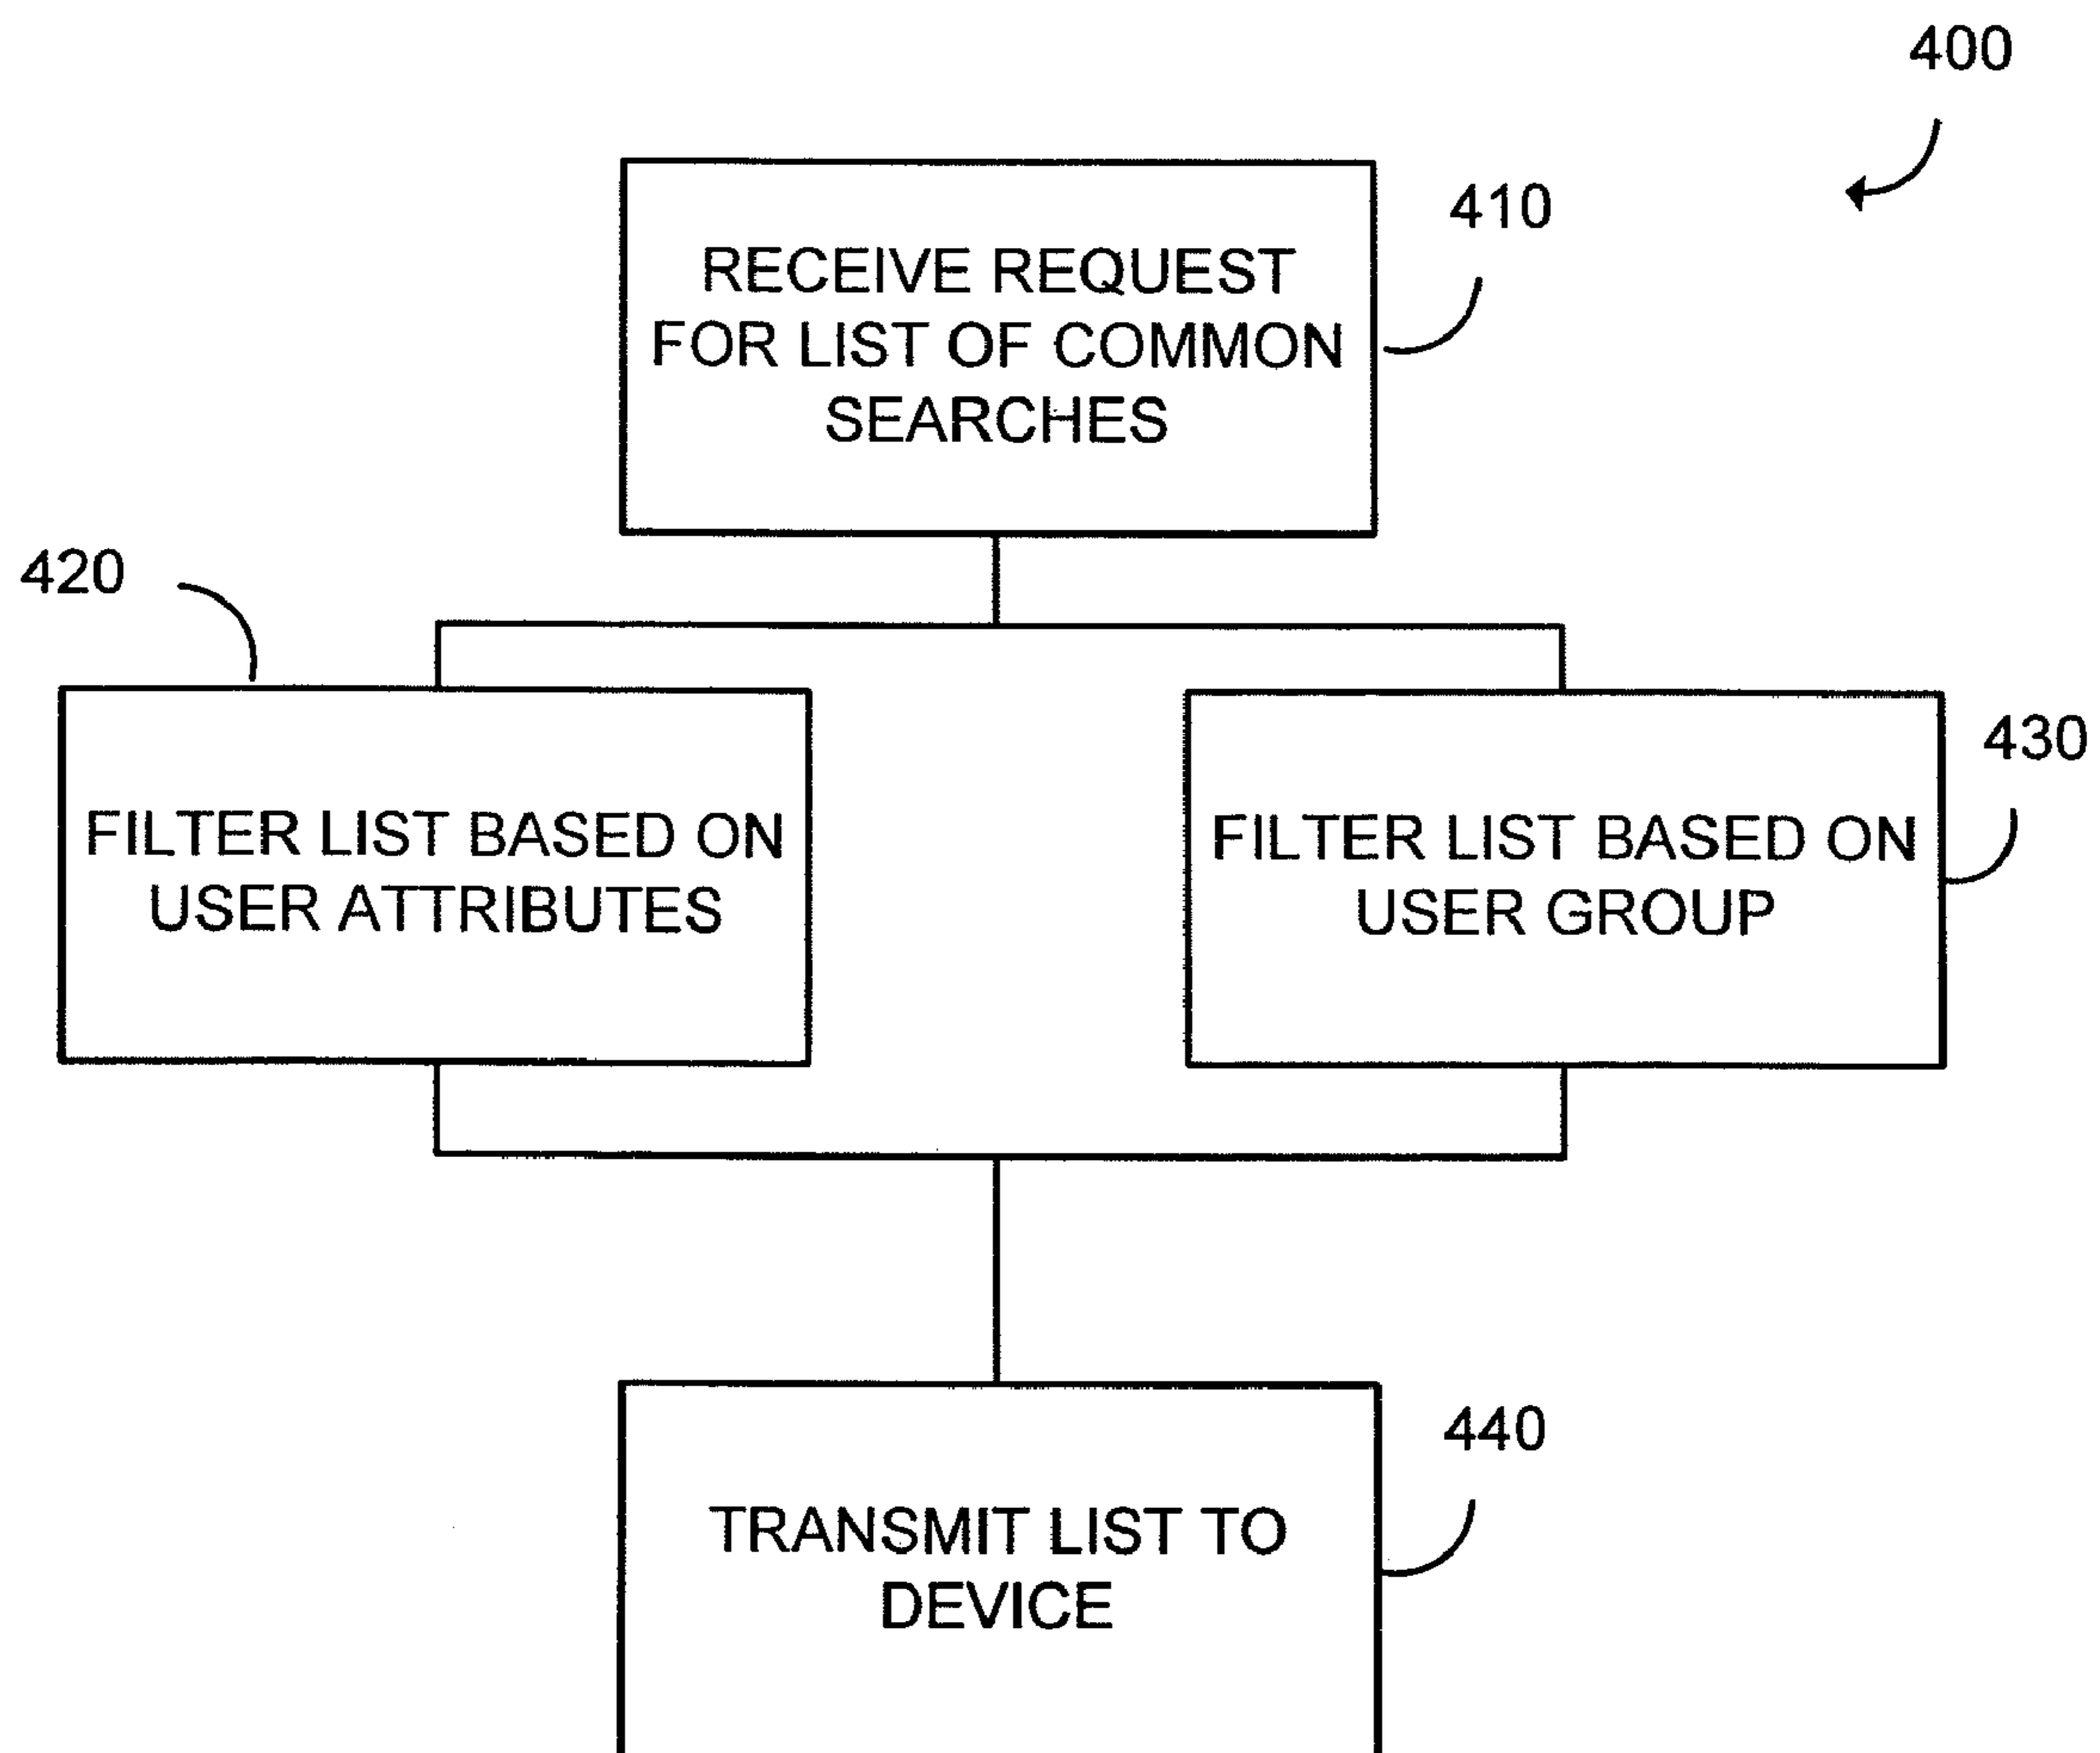 400
410
RECEIVE REQUEST
FOR LIST OF COMMON
SEARCHES
420
430
FILTER LIST BASED ON
USER ATTRIBUTES
FILTER LIST BASED ON
USER GROUP
440
TRANSMIT LIST TO
DEVICE